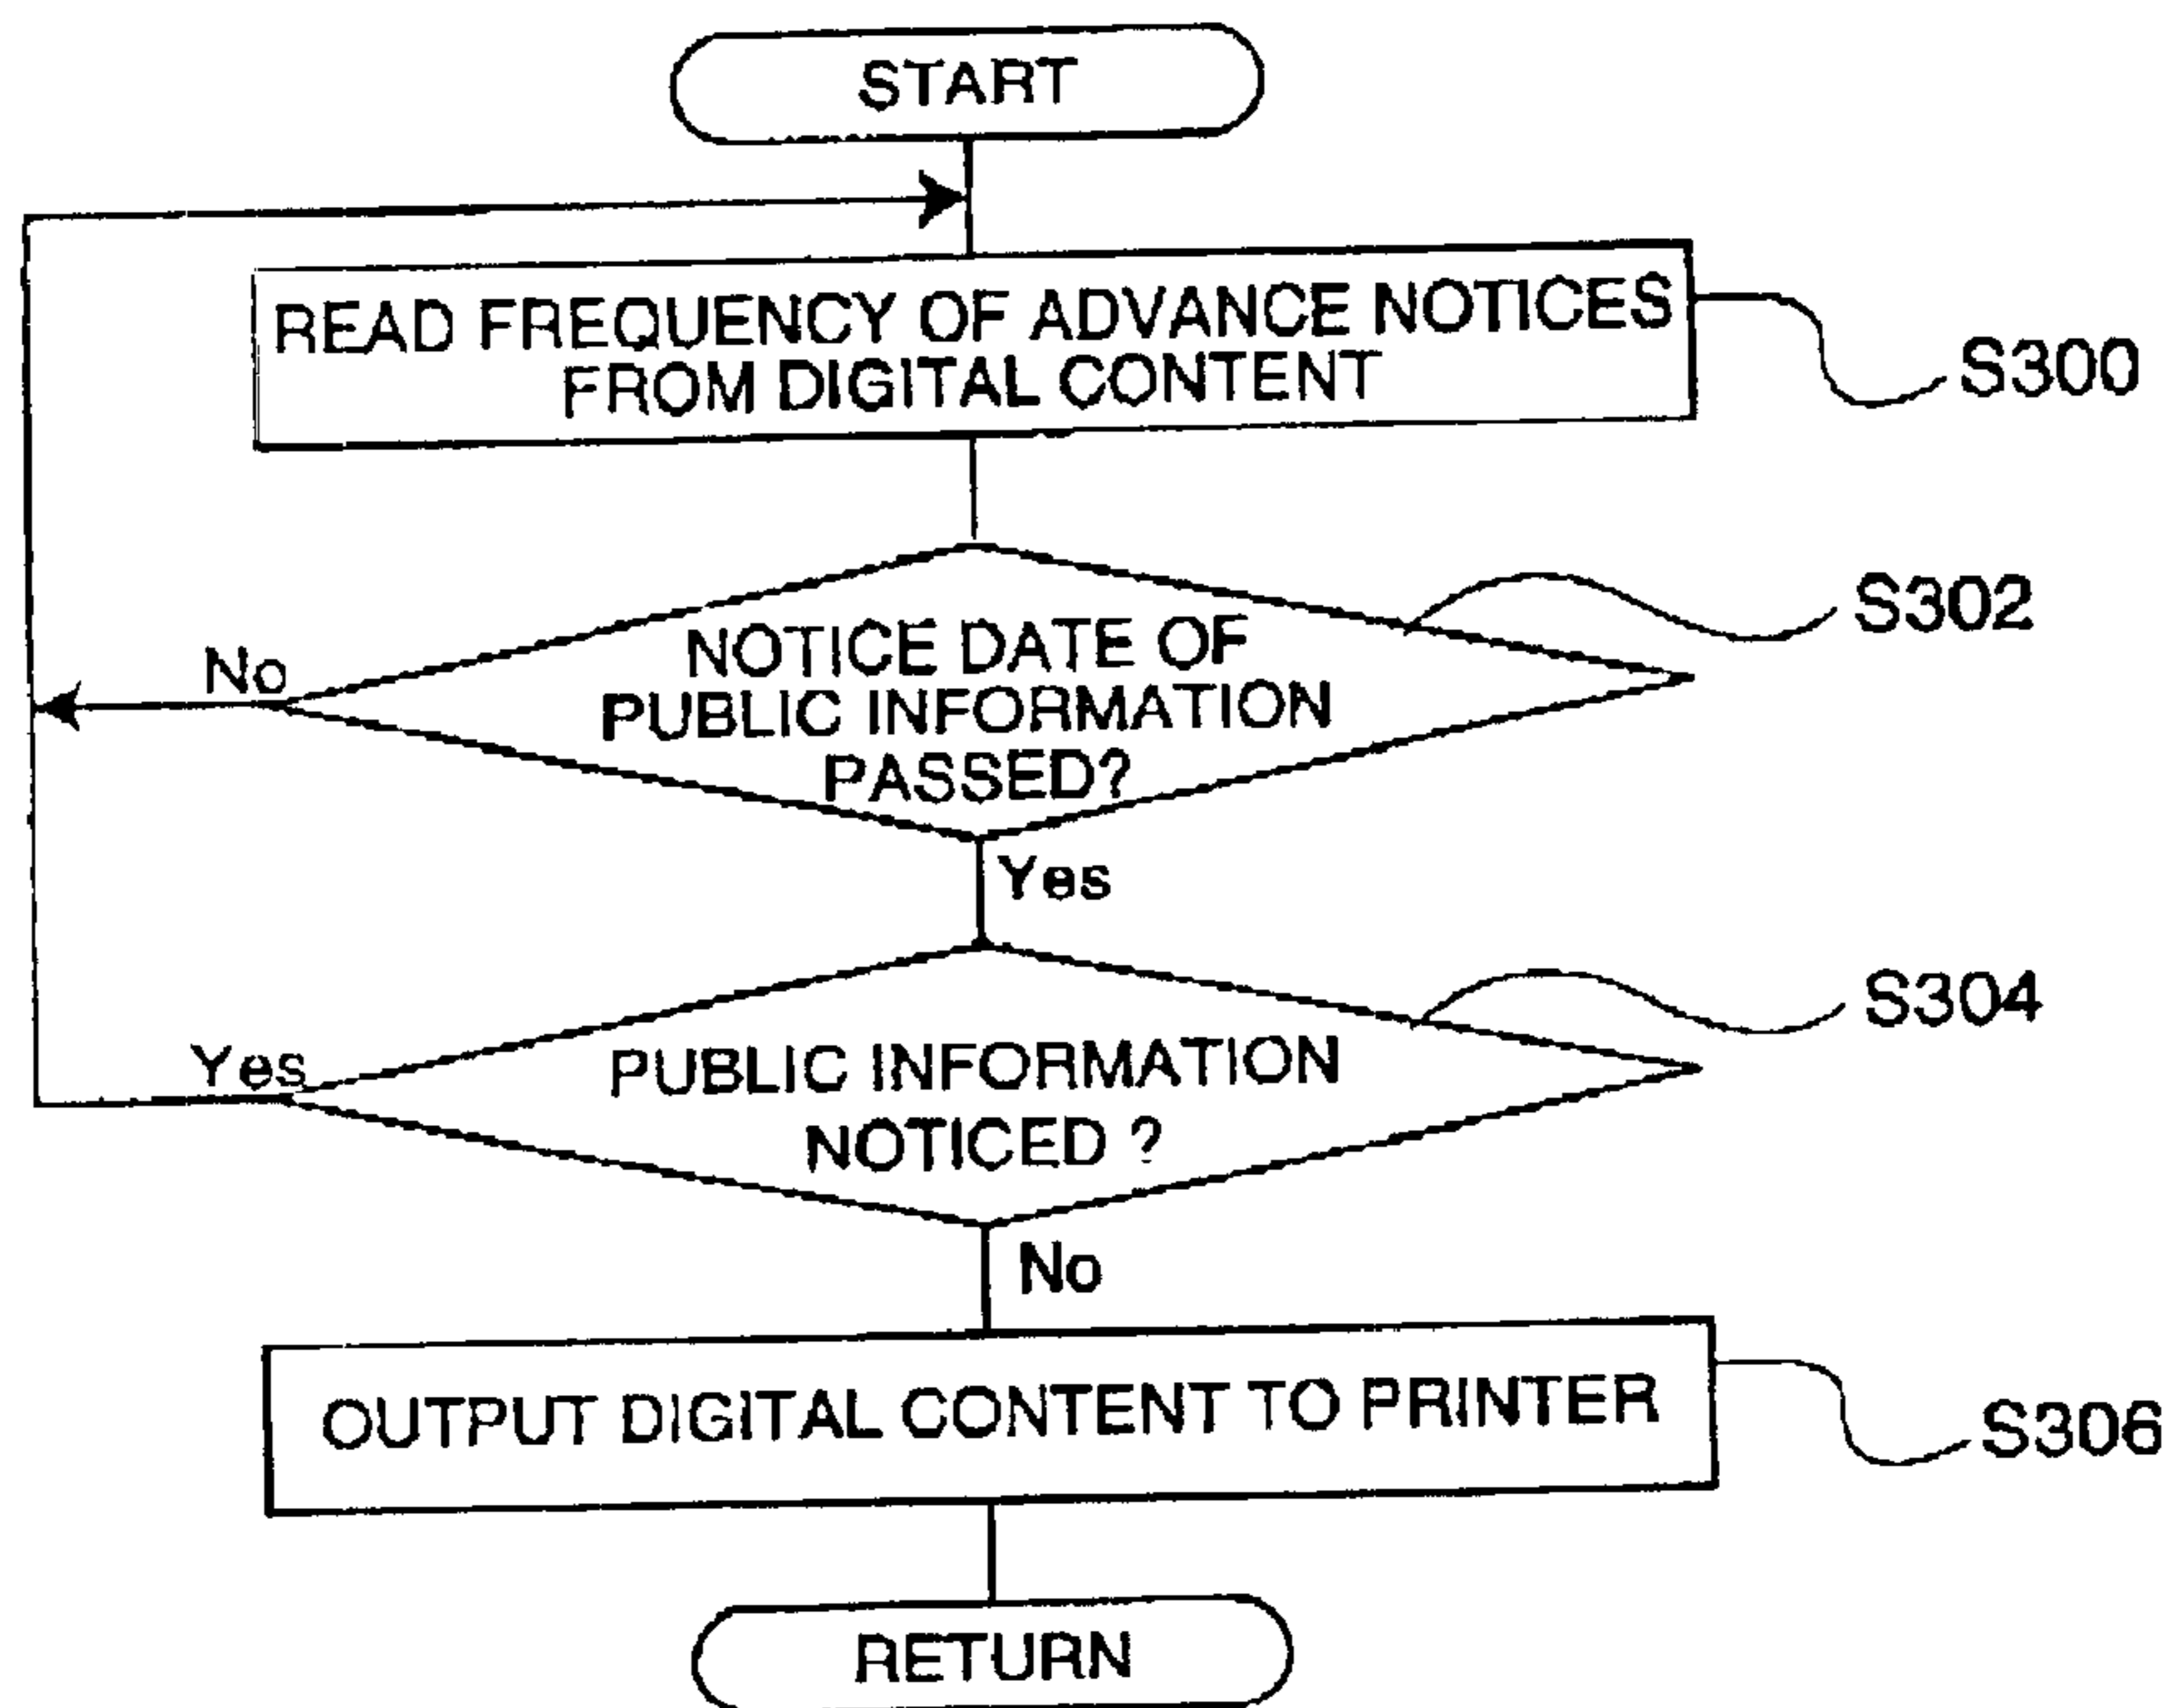 START
READ FREQUENCY OF ADVANCE NOTICES
FROM DIGITAL CONTENT
S300
S302
NOTICE DATE OF
PUBLIC INFORMATION
PASSED?
No
Yes
S304
PUBLIC INFORMATION
NOTICED ?
Yes
No
OUTPUT DIGITAL CONTENT TO PRINTER
S306
RETURN